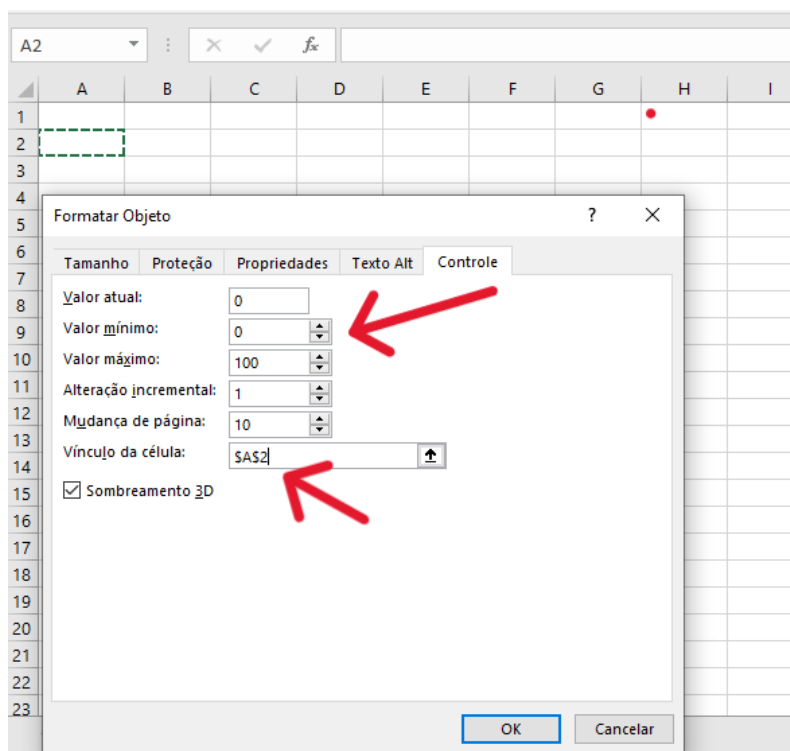 A2 fx
A B C D E F G H I
1
2
3
4
5
6
7
8
9
10
11
12
13
14
15
16
17
18
19
20
21
22
23
Formatar Objeto ?
Tamanho Proteção Propriedades Texto Alt Controle
Valor atual: 0
Valor mínimo: 0
Valor máximo: 100
Alteração incremental: 1
Mudança de página: 10
Vínculo da célula: $A$2
Sombreamento 3D
OK Cancelar